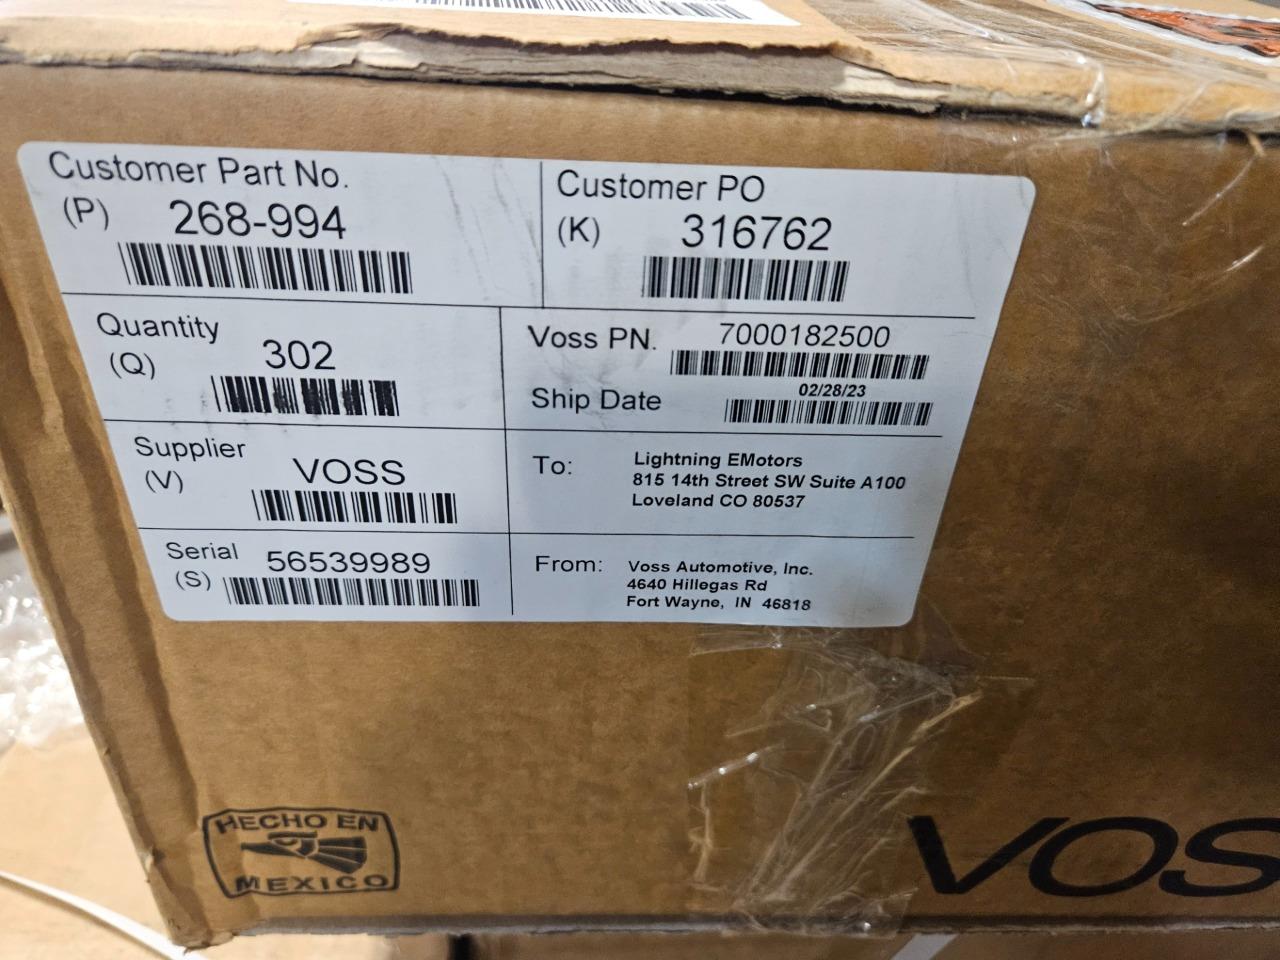 Customer Part No.
(P) 268-994
Customer PO
(K) 316762
Quantity
(Q) 302
Voss PN. 7000182500
Ship Date 02/28/23
Supplier
(V) VOSS
To: Lightning EMotors
815 14th Street SW Suite A100
Loveland CO 80537
Serial
(S) 56539989
From: Voss Automotive, Inc.
4640 Hillegas Rd
Fort Wayne, IN 46818
HECHO EN
MEXICO
VOS